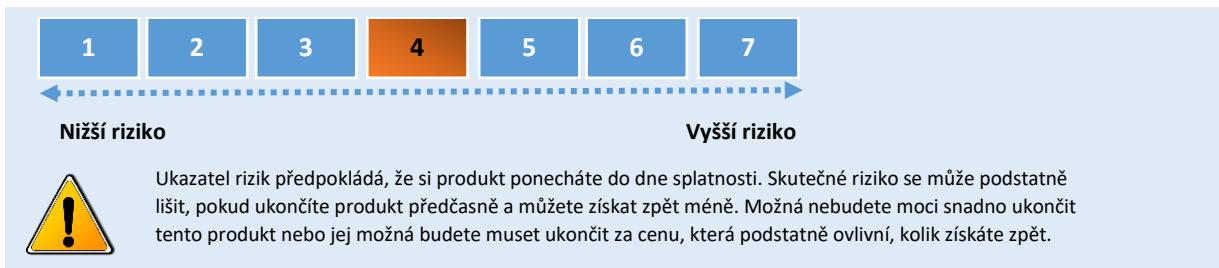 1 2 3 4 5 6 7
Nižší riziko Vyšší riziko
Ukazatel rizik předpokládá, že si produkt ponecháte do dne splatnosti. Skutečné riziko se může podstatně
lišit, pokud ukončíte produkt předčasně a můžete získat zpět méně. Možná nebudete moci snadno ukončit
tento produkt nebo jej možná budete muset ukončit za cenu, která podstatně ovlivní, kolik získáte zpět.